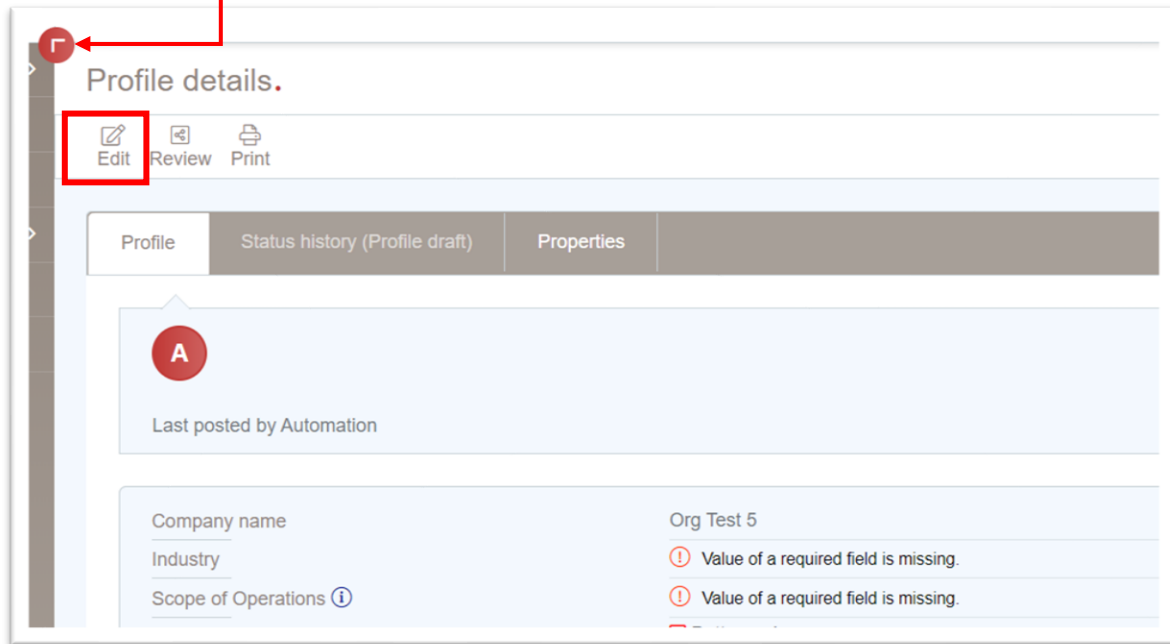 Profile details.
Edit Review Print
Profile Status history (Profile draft) Properties
A
Last posted by Automation
Company name Org Test 5
Industry Value of a required field is missing.
Scope of Operations Value of a required field is missing.